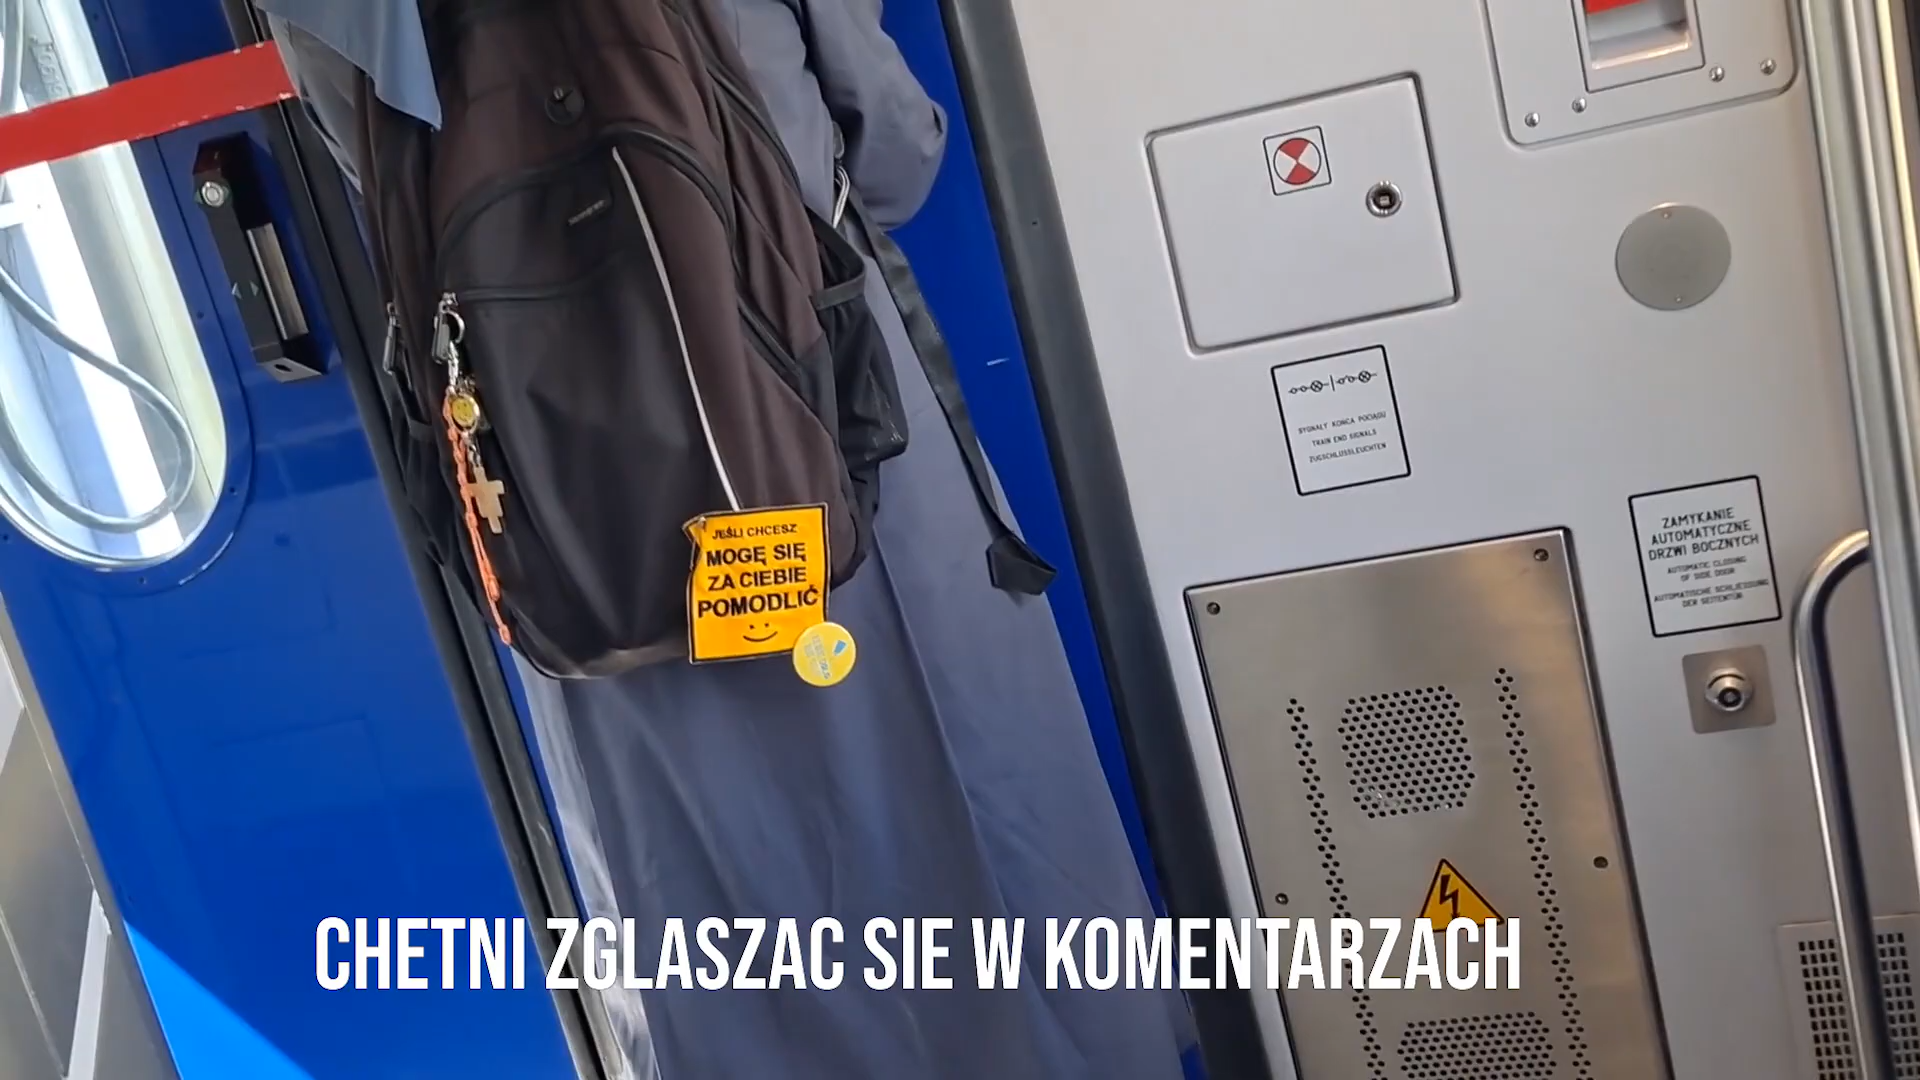 JEŚLI CHCESZ
MOGĘ SIĘ
ZA CIEBIE
POMODLIĆ
SYGNAŁY KOŃCA POCIĄGU
TRAIN END SIGNALS
ZUGSCHLUSSLEUCHTEN
ZAMYKANIE
AUTOMATYCZNE
DRZWI BOCZNYCH
AUTOMATIC CLOSING
OF SIDE DOOR
AUTOMATISCHE SCHLIESSUNG
DER SEITENTÜR
CHETNI ZGLASZAC SIE W KOMENTARZACH